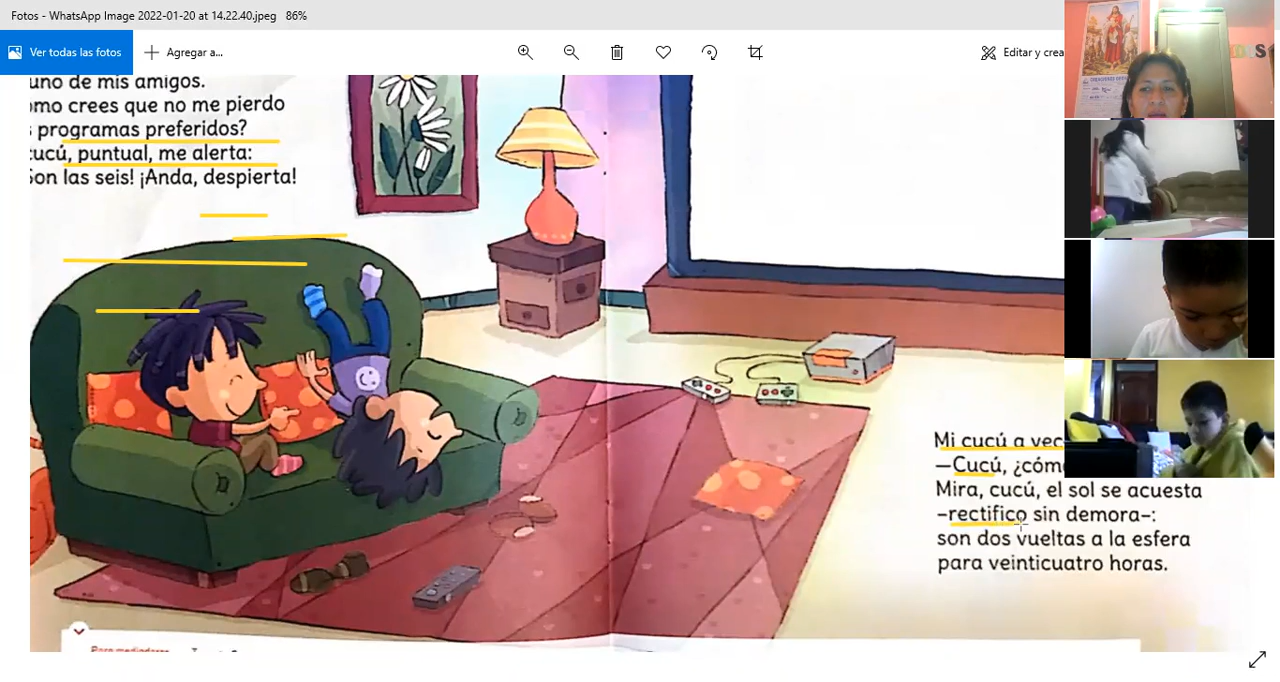 Fotos - WhatsApp Image 2022-01-20 at 14.22.40.jpeg 86%
Ver todas las fotos
Agregar a...
Editar y crea
uno de mis amigos.
omo crees que no me pierdo
s programas preferidos?
cucú, puntual, me alerta:
Son las seis! ¡Anda, despierta!
Mi cucú a vec
—Cucú, ¿cómo
Mira, cucú, el sol se acuesta
–rectifico sin demora–:
son dos vueltas a la esfera
para veinticuatro horas.
Para mediadores